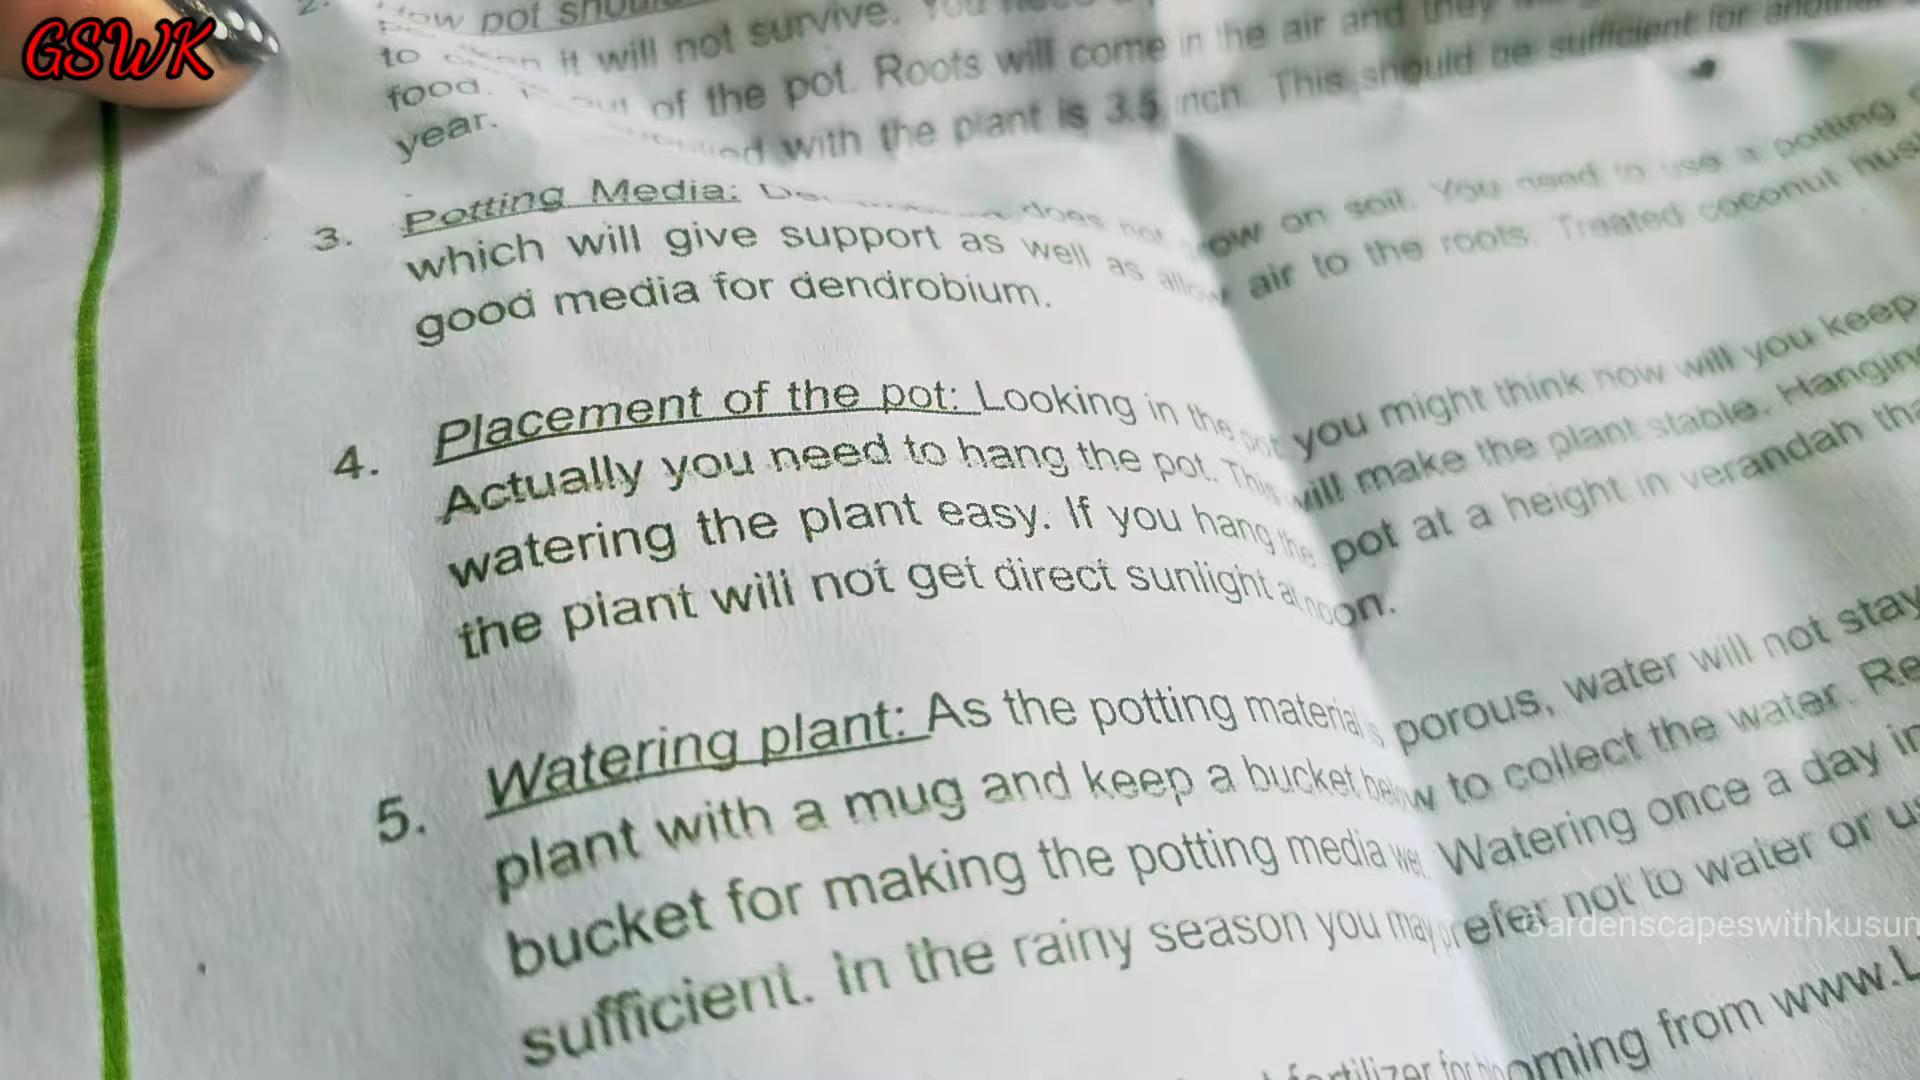 GSWK
2. How pot should
to it will not survive. You need
food. out of the pot. Roots will come in the air and they
year. with the plant is 3.5 inch. This should be sufficient for another
3. Potting Media: does not grow on soil. You need to use a potting
which will give support as well as allow air to the roots. Treated coconut husk
good media for dendrobium.
4. Placement of the pot: Looking in the pot you might think how will you keep
Actually you need to hang the pot. This will make the plant stable. Hanging
watering the plant easy. If you hang the pot at a height in verandah
the plant will not get direct sunlight at noon.
5. Watering plant: As the potting material is porous, water will not stay
plant with a mug and keep a bucket below to collect the water.
bucket for making the potting media wet. Watering once a day in
sufficient. In the rainy season you may prefer not to water or
Gardenscapeswithkusum
fertilizer for blooming from www.L